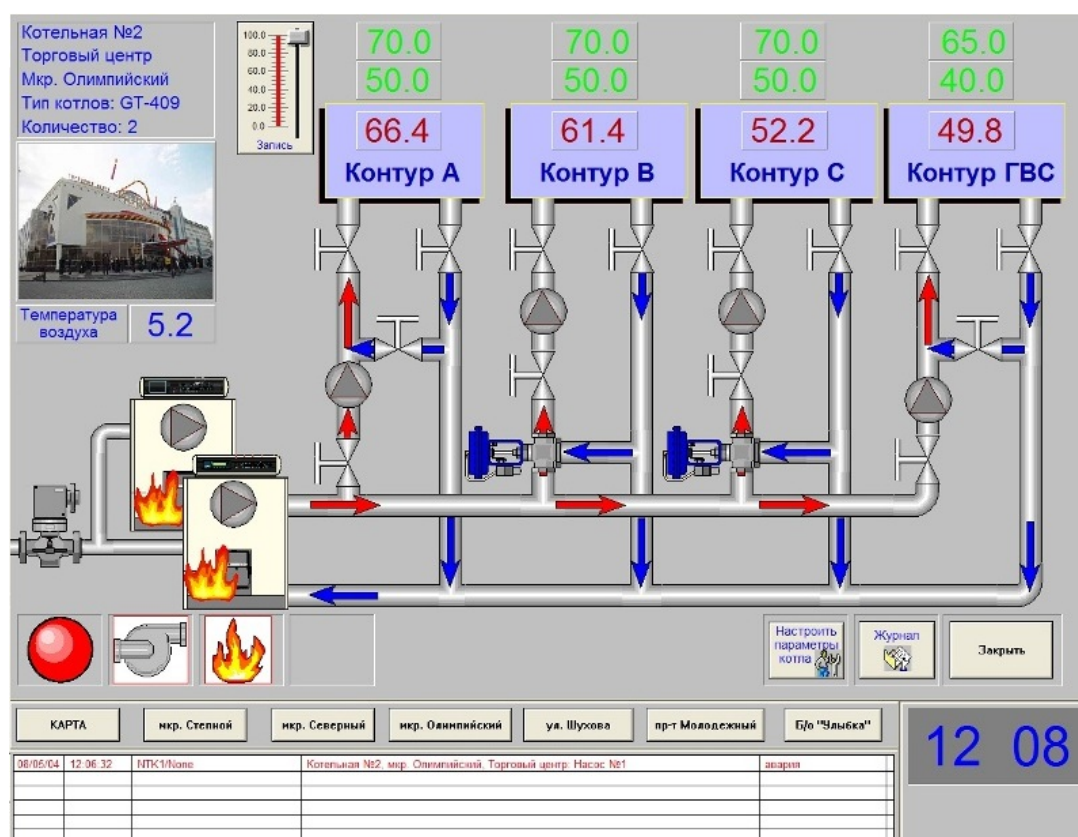 Котельная №2
Торговый центр
Мкр. Олимпийский
Тип котлов: GT-409
Количество: 2
100.0
80.0
60.0
40.0
20.0
0.0
Запись
70.0
50.0
66.4
Контур А
70.0
50.0
61.4
Контур В
70.0
50.0
52.2
Контур С
65.0
40.0
49.8
Контур ГВС
Температура
воздуха
5.2
Настроить
параметры
котла
Журнал
Закрыть
КАРТА
мкр. Степной
мкр. Северный
мкр. Олимпийский
ул. Шухова
пр-т Молодежный
Б/о "Улыбка"
12 08
08/05/04 12:06:32 NTK1/None Котельная №2, мкр. Олимпийский, Торговый центр: Насос №1 авария